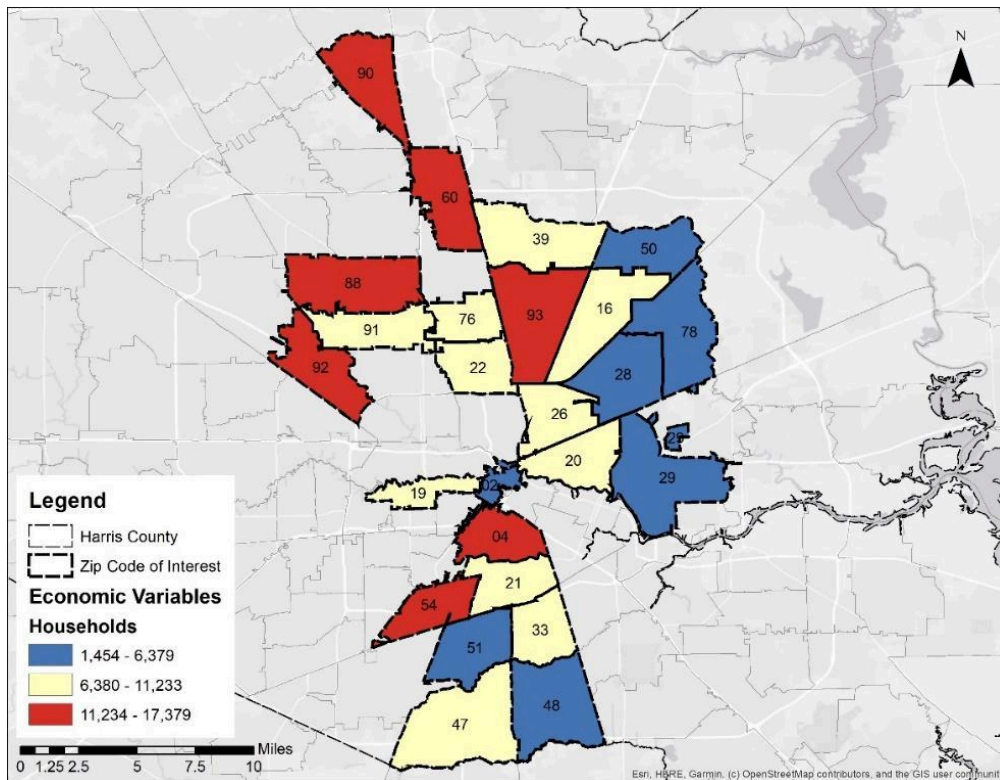 N
90
60
39
50
88
93
16
76
78
91
22
92
28
26
29
20
29
02
19
04
21
54
33
51
48
47
Legend
Harris County
Zip Code of Interest
Economic Variables
Households
1,454 - 6,379
6,380 - 11,233
11,234 - 17,379
Miles
0 1.25 2.5 5 7.5 10
Esri, HERE, Garmin, (c) OpenStreetMap contributors, and the GIS user